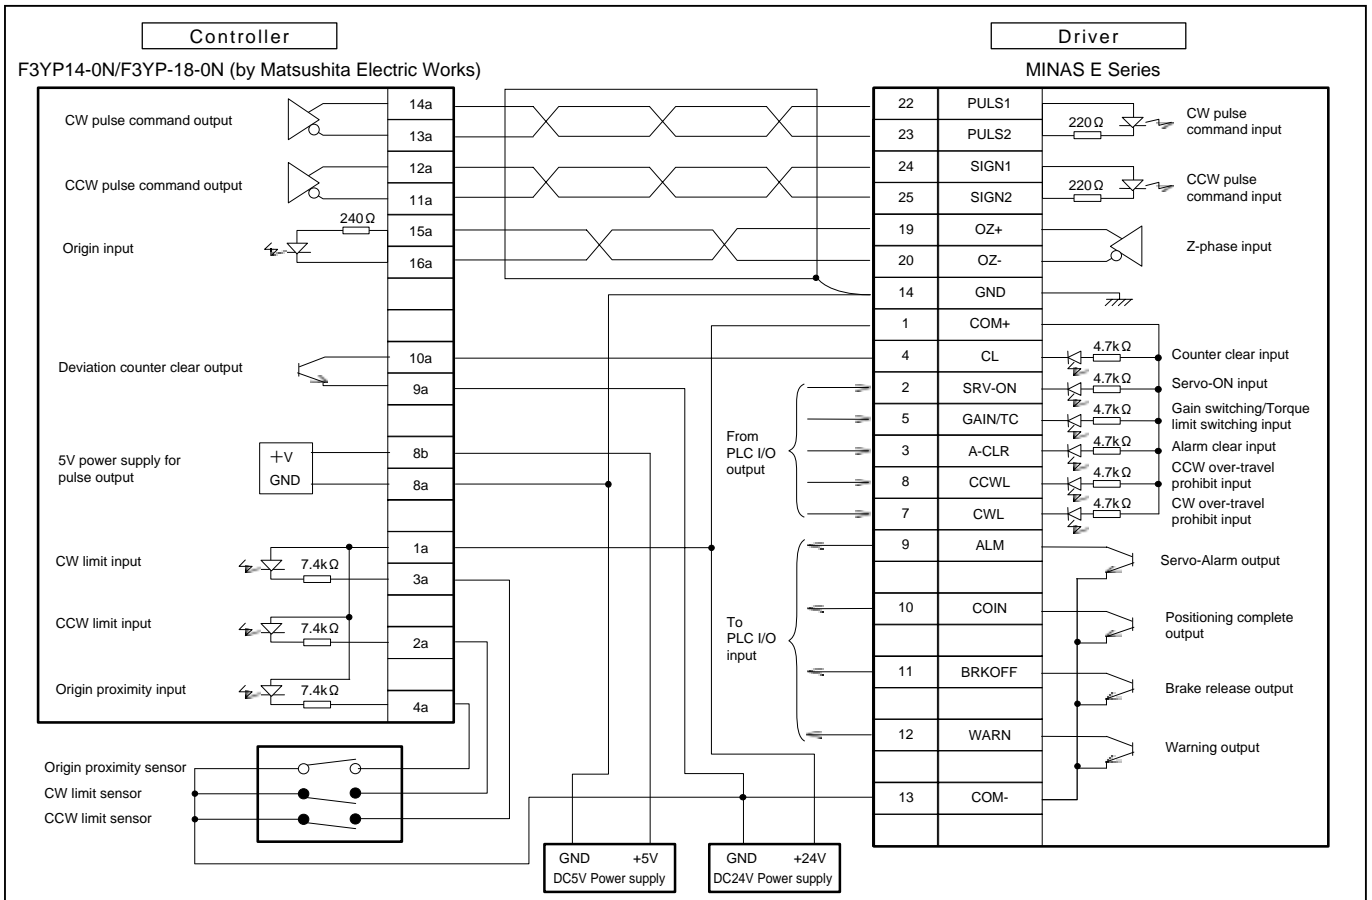 Controller
F3YP14-0N/F3YP-18-0N (by Matsushita Electric Works)
CW pulse command output
14a
13a
CCW pulse command output
12a
11a
Origin input
240Ω
15a
16a
Deviation counter clear output
10a
9a
5V power supply for
pulse output
+V
GND
8b
8a
CW limit input
7.4kΩ
1a
3a
CCW limit input
7.4kΩ
2a
Origin proximity input
7.4kΩ
4a
Origin proximity sensor
CW limit sensor
CCW limit sensor
GND +5V
DC5V Power supply
GND +24V
DC24V Power supply
From
PLC I/O
output
To
PLC I/O
input
Driver
MINAS E Series
22 PULS1
23 PULS2
220Ω
CW pulse
command input
24 SIGN1
25 SIGN2
220Ω
CCW pulse
command input
19 OZ+
20 OZ-
Z-phase input
14 GND
1 COM+
4 CL 4.7kΩ Counter clear input
2 SRV-ON 4.7kΩ Servo-ON input
5 GAIN/TC 4.7kΩ Gain switching/Torque
limit switching input
3 A-CLR 4.7kΩ Alarm clear input
8 CCWL 4.7kΩ CCW over-travel
prohibit input
7 CWL 4.7kΩ CW over-travel
prohibit input
9 ALM Servo-Alarm output
10 COIN Positioning complete
output
11 BRKOFF Brake release output
12 WARN Warning output
13 COM-